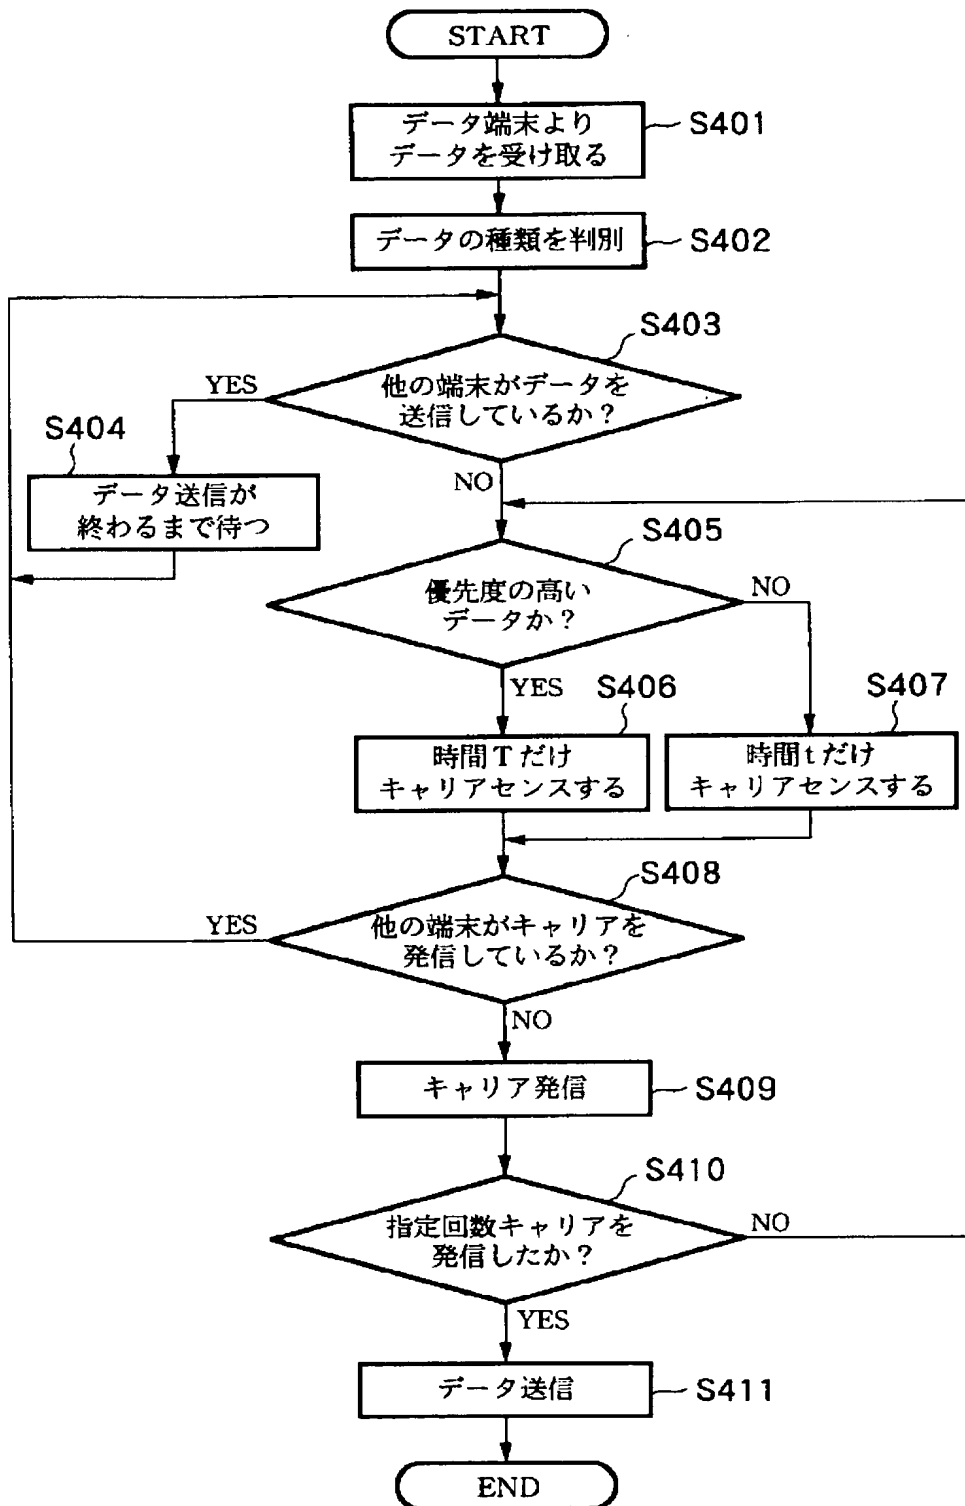 START
データ端末より
データを受け取る
S401
データの種類を判別
S402
S403
他の端末がデータを
送信しているか？
YES
NO
S404
データ送信が
終わるまで待つ
S405
優先度の高い
データか？
NO
YES
S406
時間Tだけ
キャリアセンスする
S407
時間tだけ
キャリアセンスする
S408
他の端末がキャリアを
発信しているか？
YES
NO
キャリア発信
S409
S410
指定回数キャリアを
発信したか？
NO
YES
データ送信
S411
END